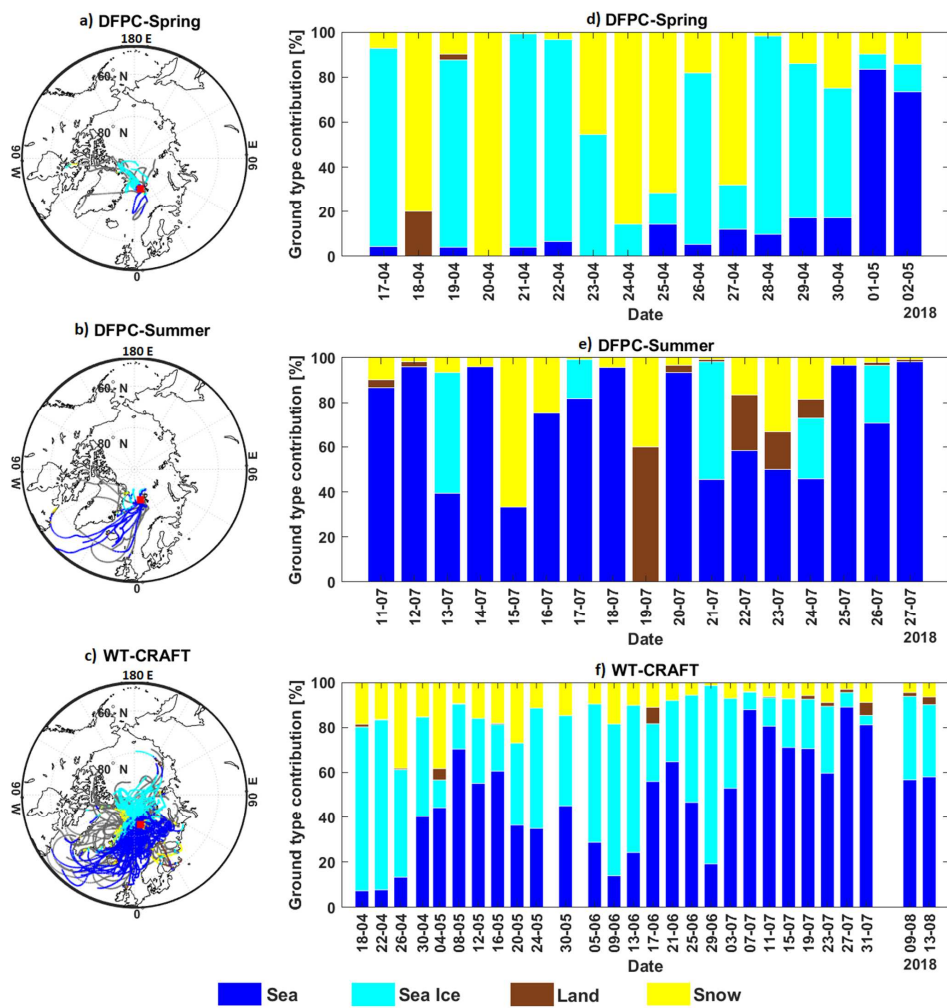 a) DFPC-Spring
180 E
60 ° N
80 ° N
90 W
90 E
0
d) DFPC-Spring
Ground type contribution [%]
100
80
60
40
20
0
17-04 18-04 19-04 20-04 21-04 22-04 23-04 24-04 25-04 26-04 27-04 28-04 29-04 30-04 01-05 02-05
Date
2018
b) DFPC-Summer
180 E
60 ° N
80 ° N
90 W
90 E
0
e) DFPC-Summer
Ground type contribution [%]
100
80
60
40
20
0
11-07 12-07 13-07 14-07 15-07 16-07 17-07 18-07 19-07 20-07 21-07 22-07 23-07 24-07 25-07 26-07 27-07
Date
2018
c) WT-CRAFT
180 E
60 ° N
80 ° N
90 W
90 E
0
f) WT-CRAFT
Ground type contribution [%]
100
80
60
40
20
0
18-04 22-04 26-04 30-04 04-05 08-05 12-05 16-05 20-05 24-05 30-05 05-06 09-06 13-06 17-06 21-06 25-06 29-06 03-07 07-07 11-07 15-07 19-07 23-07 27-07 31-07 09-08 13-08
Date
2018
Sea Sea Ice Land Snow